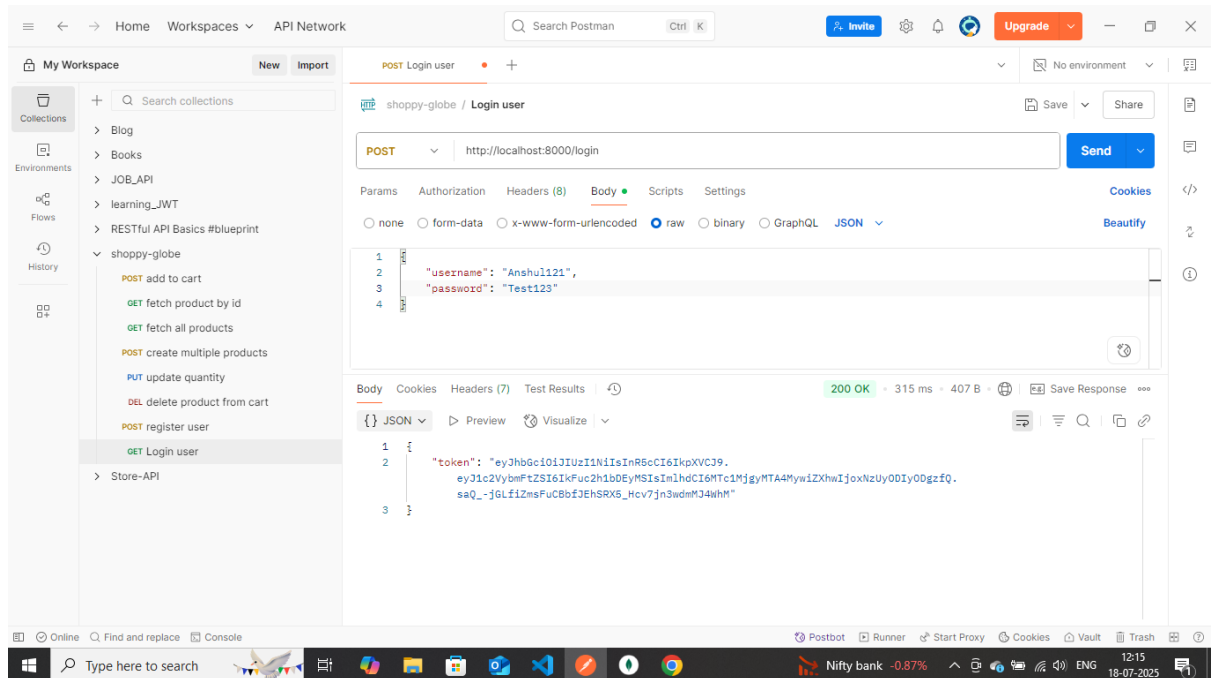 Home Workspaces API Network Search Postman Ctrl K Invite Upgrade
My Workspace New Import POST Login user No environment
Collections
Environments
Flows
History
Search collections
Blog
Books
JOB_API
learning_JWT
RESTful API Basics #blueprint
shoppy-globe
POST add to cart
GET fetch product by id
GET fetch all products
POST create multiple products
PUT update quantity
DEL delete product from cart
POST register user
GET Login user
Store-API
HTTP shoppy-globe / Login user Save Share
POST http://localhost:8000/login Send
Params Authorization Headers (8) Body Scripts Settings Cookies
none form-data x-www-form-urlencoded raw binary GraphQL JSON Beautify
1 {
2 "username": "Anshul121",
3 "password": "Test123"
4 }
Body Cookies Headers (7) Test Results 200 OK 315 ms 407 B e.g. Save Response
{} JSON Preview Visualize
1 {
2 "token": "eyJhbGciOiJIUzI1NiIsInR5cCI6IkpXVCJ9.
eyJ1c2VybmFtZSI6IkFuc2h1bDEyMSIsImlhdCI6MTc1MjgyMTA4MywiZXhwIjoxNzUyODIyODgzfQ.
saQ_-jGLfiZmsFuCBbfJEhSRX5_Hcv7jn3wdmMJ4WhM"
3 }
Online Find and replace Console Postbot Runner Start Proxy Cookies Vault Trash
Type here to search Nifty bank -0.87% ENG 12:15
18-07-2025